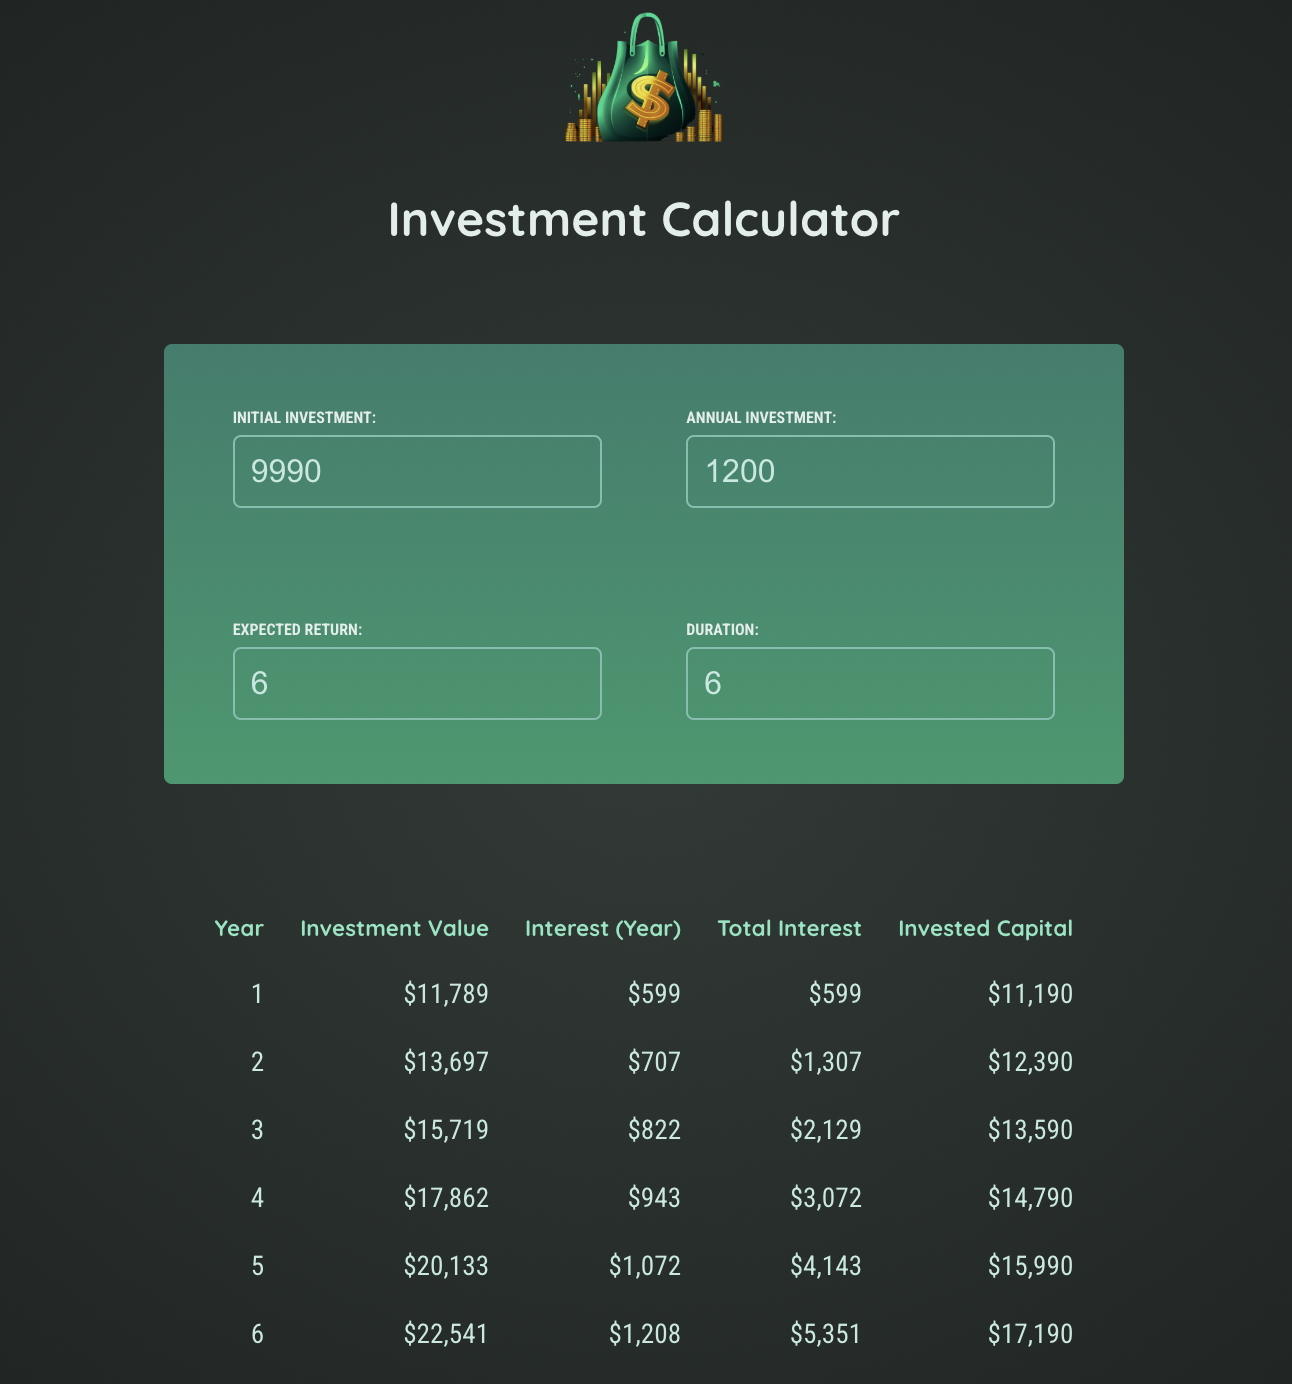 $
Investment Calculator
INITIAL INVESTMENT: ANNUAL INVESTMENT:
9990 1200
EXPECTED RETURN: DURATION:
6 6
Year Investment Value Interest (Year) Total Interest Invested Capital
1 $11,789 $599 $599 $11,190
2 $13,697 $707 $1,307 $12,390
3 $15,719 $822 $2,129 $13,590
4 $17,862 $943 $3,072 $14,790
5 $20,133 $1,072 $4,143 $15,990
6 $22,541 $1,208 $5,351 $17,190